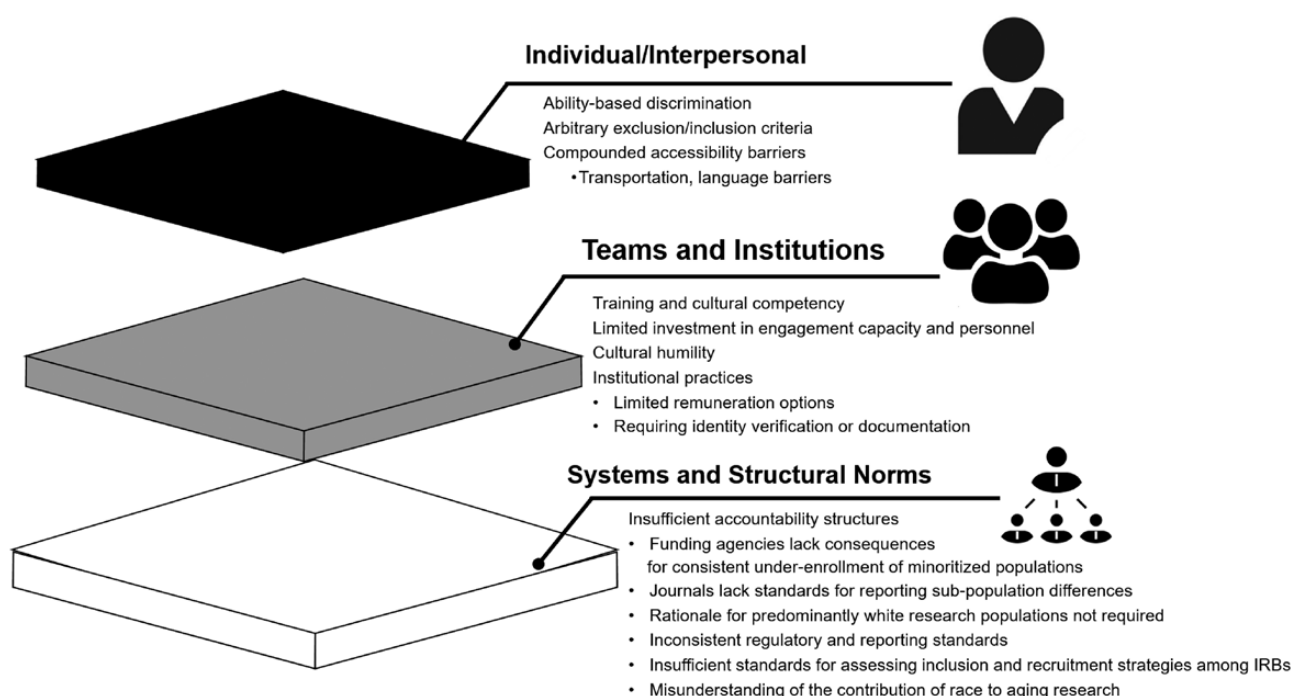 Individual/Interpersonal
Ability-based discrimination
Arbitrary exclusion/inclusion criteria
Compounded accessibility barriers
•Transportation, language barriers
Teams and Institutions
Training and cultural competency
Limited investment in engagement capacity and personnel
Cultural humility
Institutional practices
• Limited remuneration options
• Requiring identity verification or documentation
Systems and Structural Norms
Insufficient accountability structures
• Funding agencies lack consequences
for consistent under-enrollment of minoritized populations
• Journals lack standards for reporting sub-population differences
• Rationale for predominantly white research populations not required
• Inconsistent regulatory and reporting standards
• Insufficient standards for assessing inclusion and recruitment strategies among IRBs
• Misunderstanding of the contribution of race to aging research